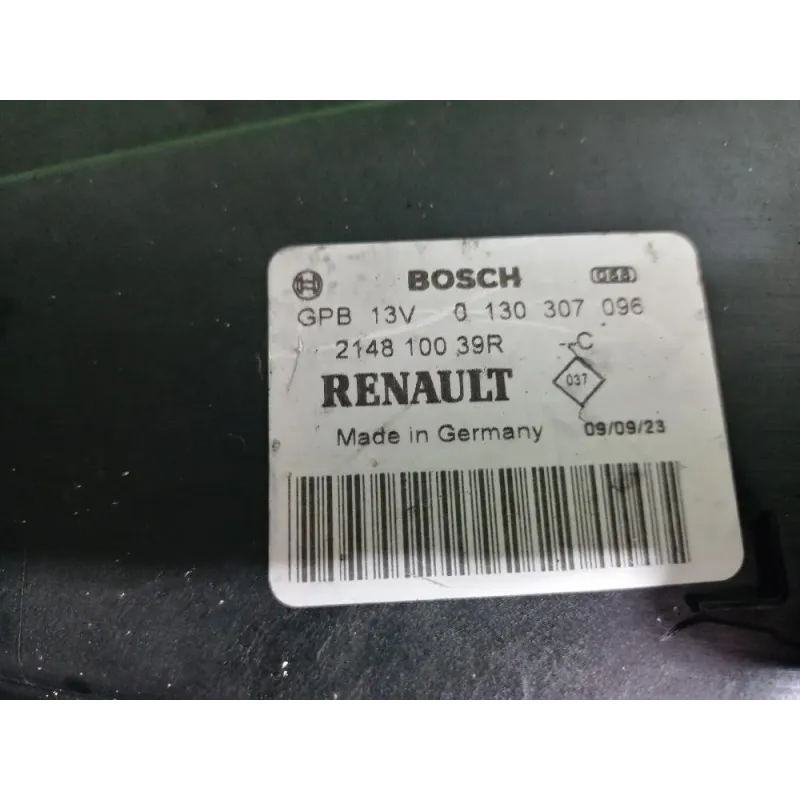 BOSCH
GPB 13V 0 130 307 096
2148 100 39R --C
RENAULT 037
Made in Germany 09/09/23